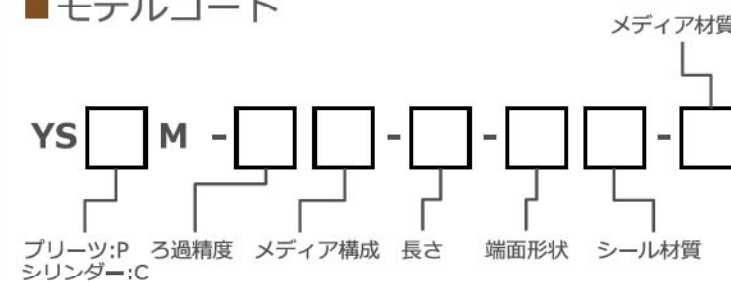 ■モデルコード
メディア材質
YS□M -□□-□-□□-□
プリーツ:P ろ過精度 メディア構成 長さ 端面形状 シール材質
シリンダー:C